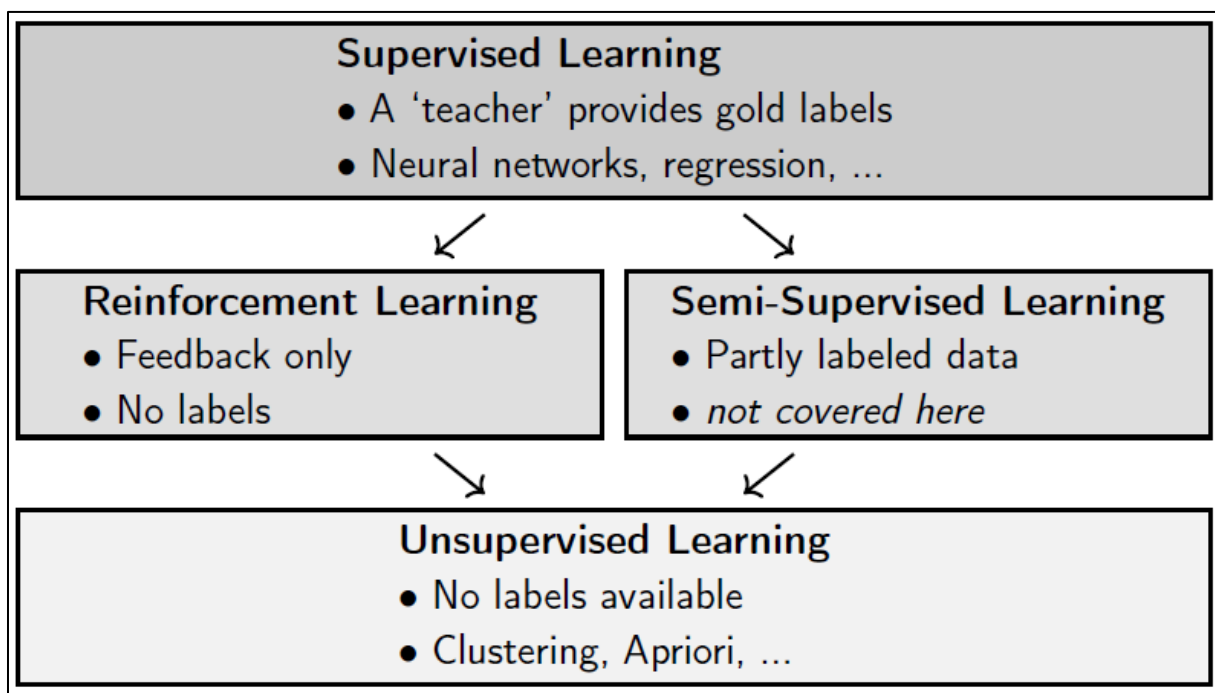 Supervised Learning
• A ‘teacher’ provides gold labels
• Neural networks, regression, ...
Reinforcement Learning
• Feedback only
• No labels
Semi-Supervised Learning
• Partly labeled data
• not covered here
Unsupervised Learning
• No labels available
• Clustering, Apriori, ...